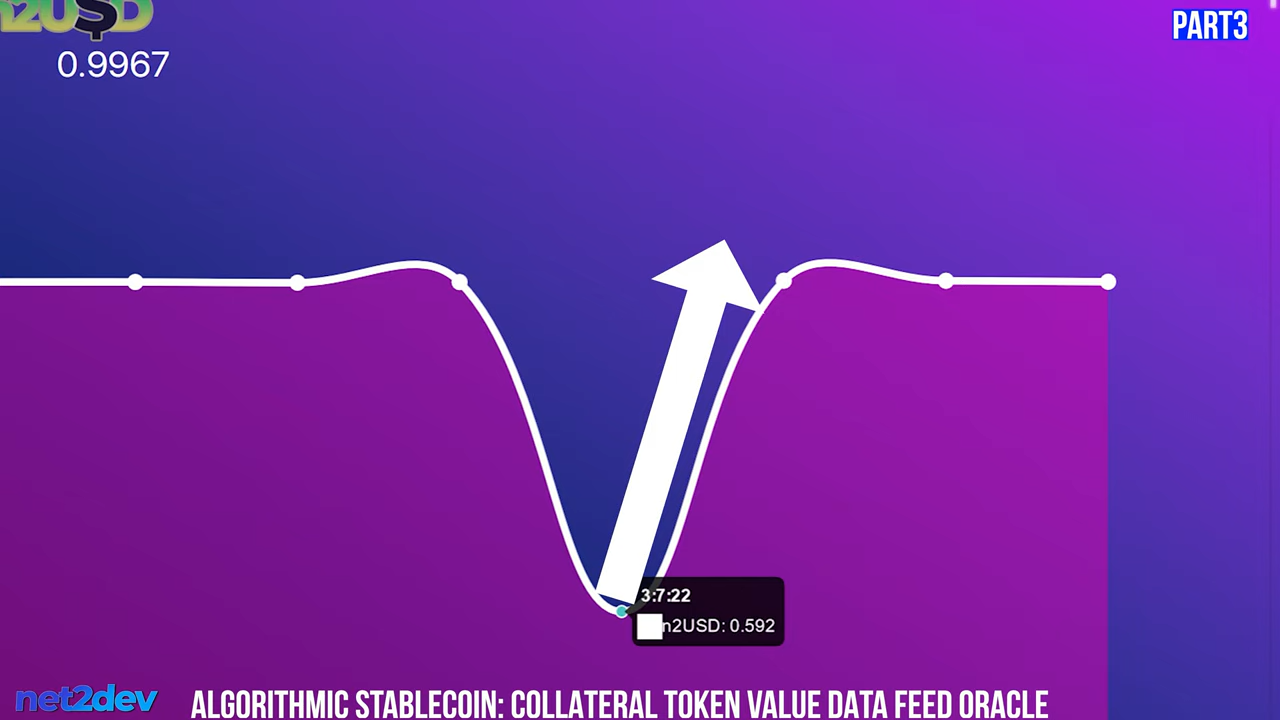 n2USD
PART3
0.9967
3:7:22
n2USD: 0.592
net2dev
ALGORITHMIC STABLECOIN: COLLATERAL TOKEN VALUE DATA FEED ORACLE